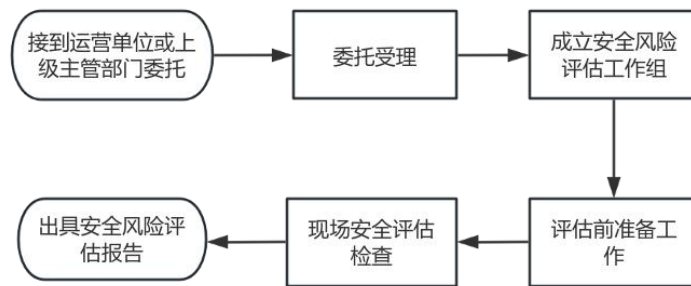 接到运营单位或上
级主管部门委托
委托受理
成立安全风险
评估工作组
评估前准备工
作
现场安全评估
检查
出具安全风险评
估报告